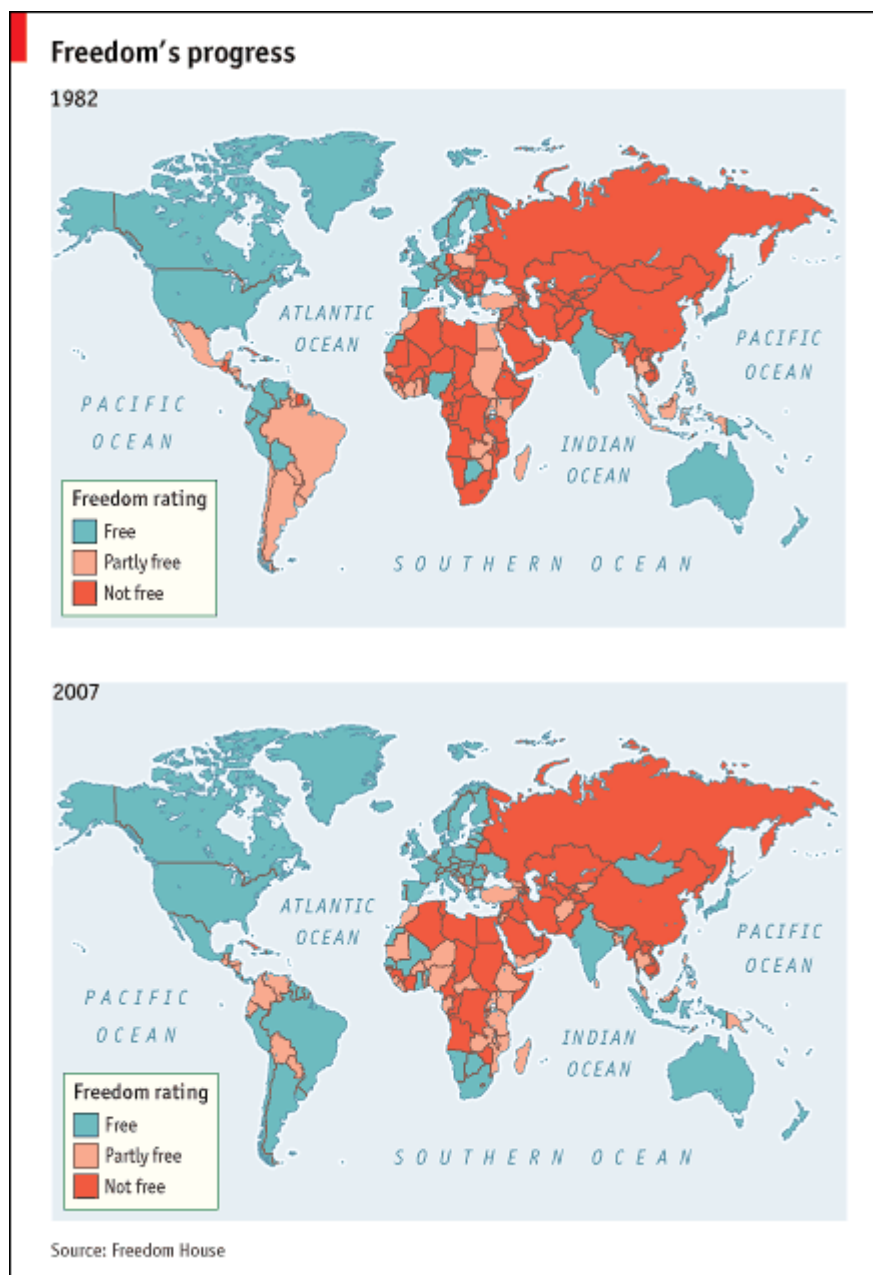 Freedom's progress
1982
ATLANTIC
OCEAN
PACIFIC
OCEAN
PACIFIC
OCEAN
INDIAN
OCEAN
SOUTHERN OCEAN
Freedom rating
Free
Partly free
Not free
2007
ATLANTIC
OCEAN
PACIFIC
OCEAN
PACIFIC
OCEAN
INDIAN
OCEAN
SOUTHERN OCEAN
Freedom rating
Free
Partly free
Not free
Source: Freedom House